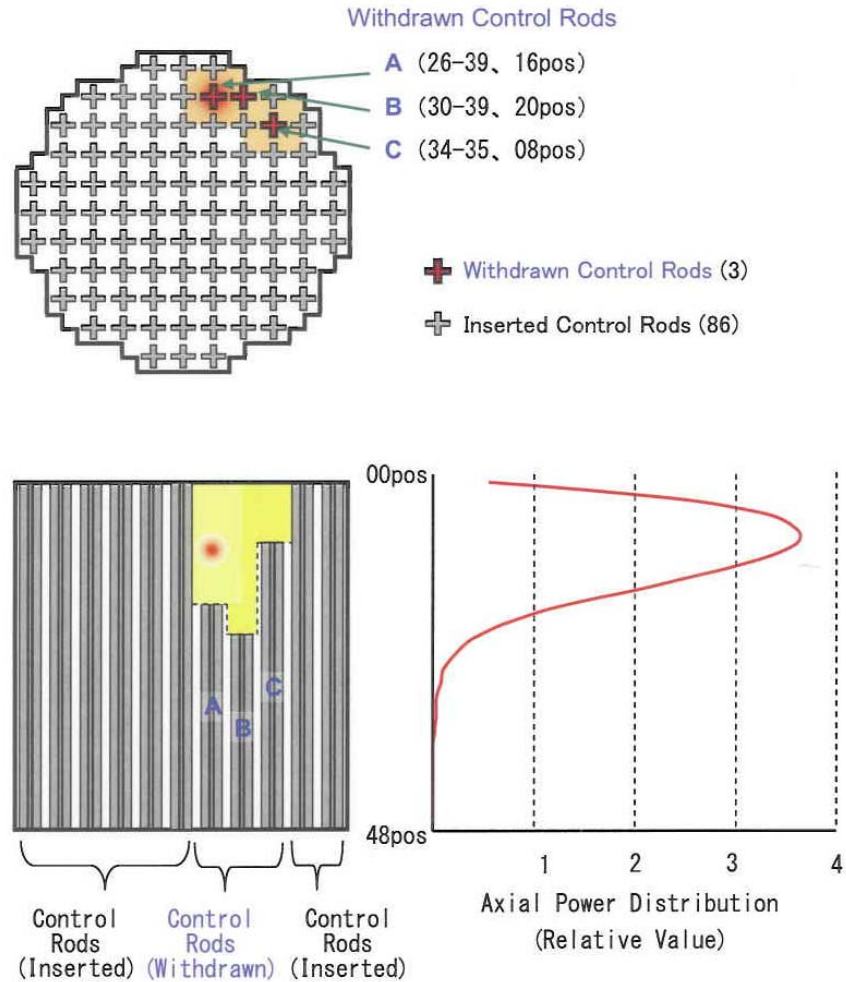 Withdrawn Control Rods
A (26-39、16pos)
B (30-39、20pos)
C (34-35、08pos)
Withdrawn Control Rods (3)
Inserted Control Rods (86)
00pos
A
B
C
48pos
1 2 3 4
Axial Power Distribution
(Relative Value)
Control
Rods
(Inserted)
Control
Rods
(Withdrawn)
Control
Rods
(Inserted)